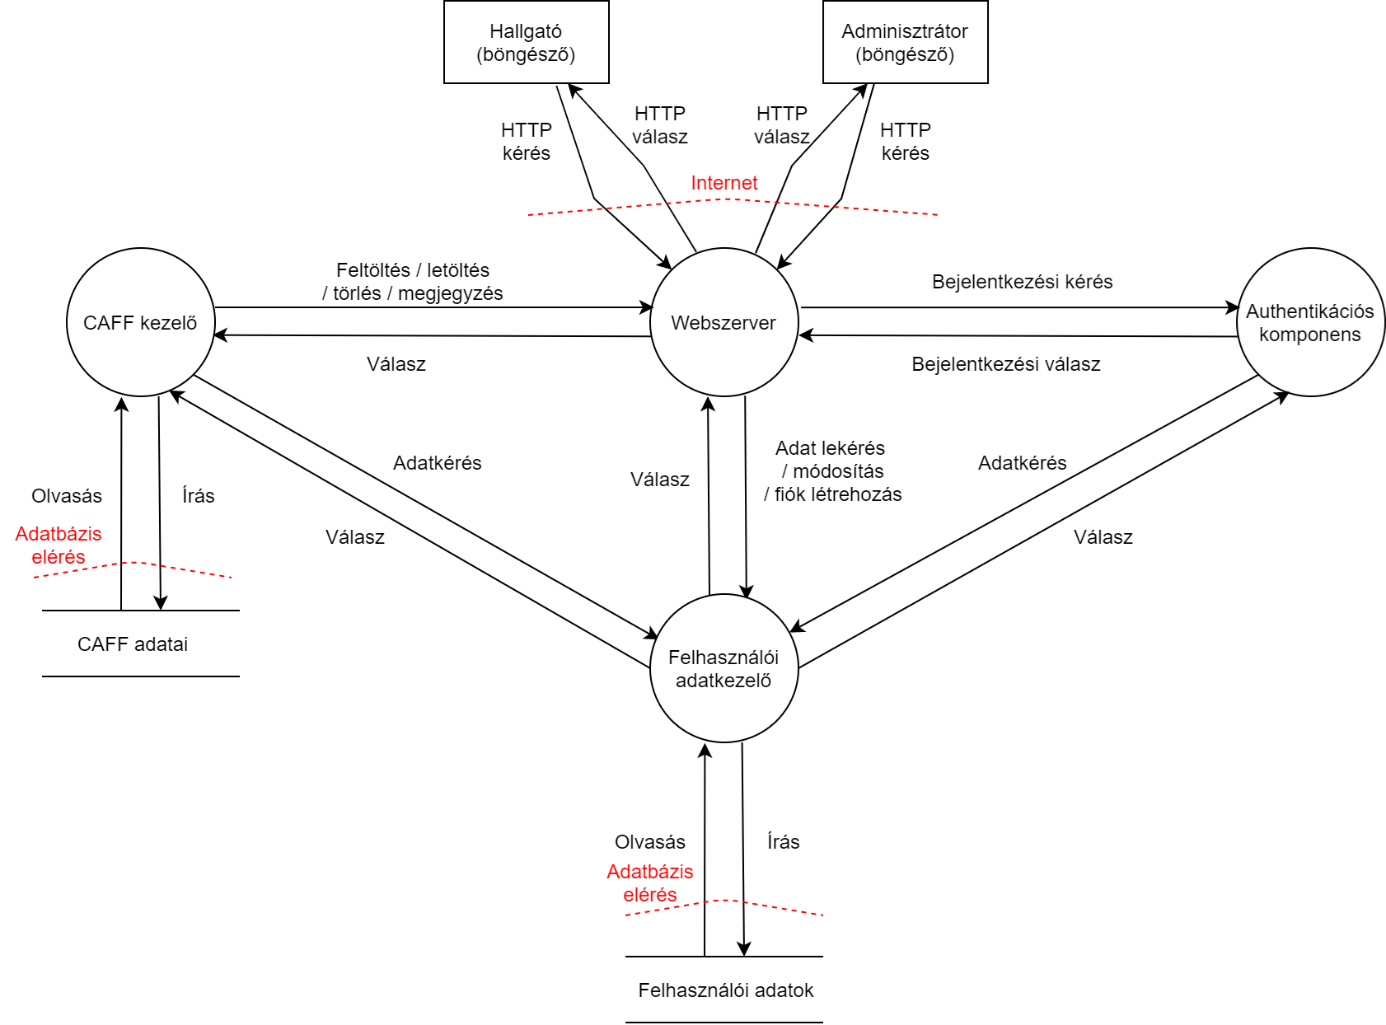 Hallgató
(böngésző)
Adminisztrátor
(böngésző)
HTTP
kérés
HTTP
válasz
HTTP
válasz
HTTP
kérés
Internet
Feltöltés / letöltés
/ törlés / megjegyzés
Bejelentkezési kérés
CAFF kezelő
Webszerver
Authentikációs
komponens
Válasz
Bejelentkezési válasz
Adatkérés
Válasz
Adat lekérés
/ módosítás
/ fiók létrehozás
Adatkérés
Olvasás
Írás
Adatbázis
elérés
Válasz
Válasz
CAFF adatai
Felhasználói
adatkezelő
Olvasás
Írás
Adatbázis
elérés
Felhasználói adatok